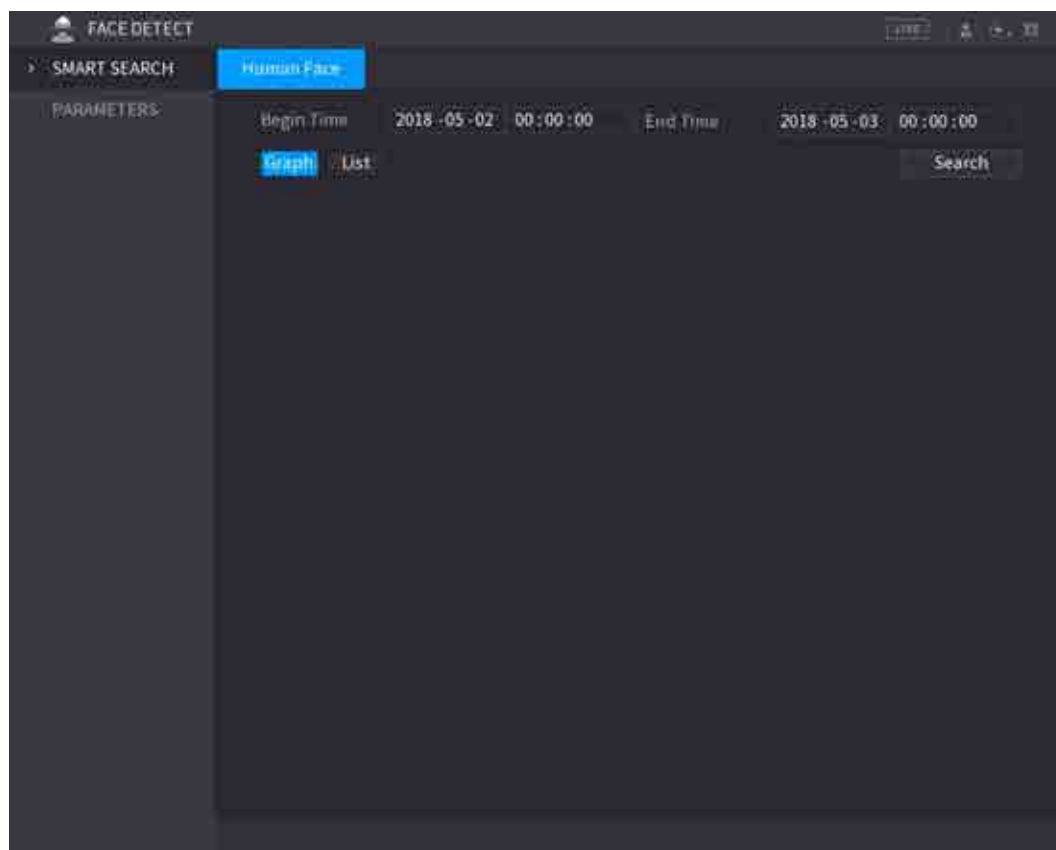 FACE DETECT
LIVE
SMART SEARCH
Human Face
PARAMETERS
Begin Time 2018 -05 -02 00 : 00 : 00 End Time 2018 -05 -03 00 : 00 : 00
Graph List Search